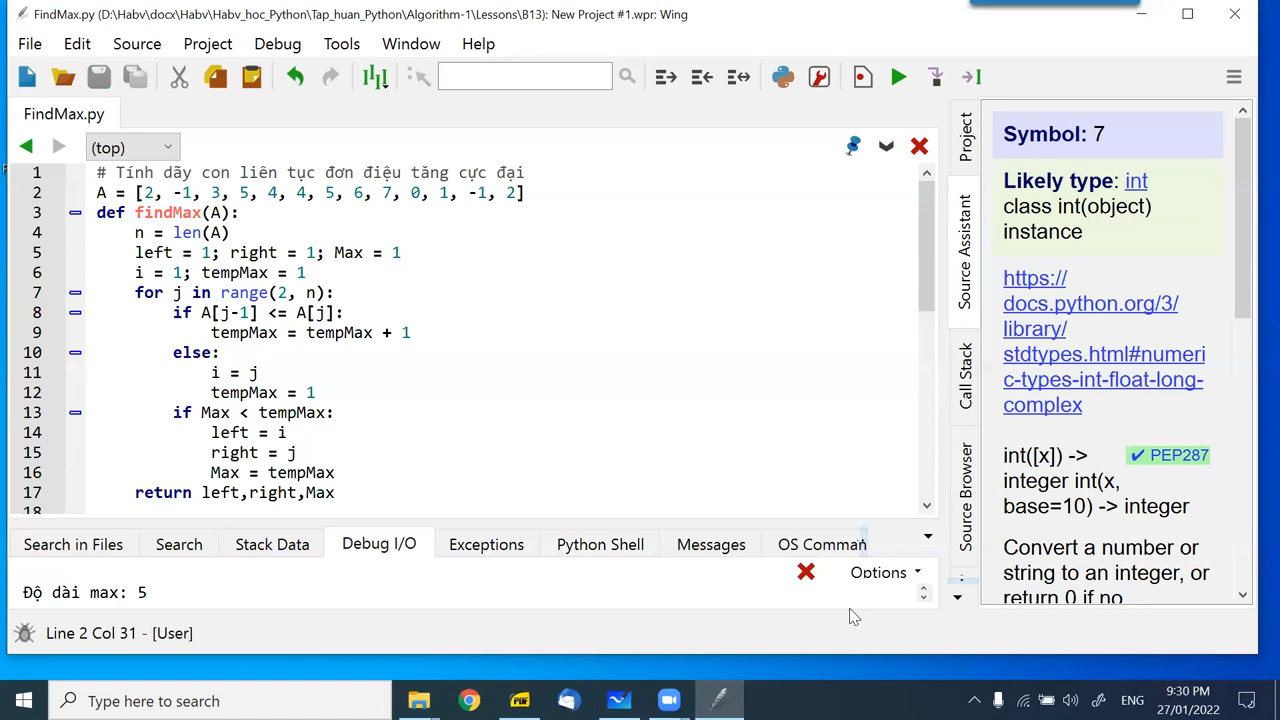 FindMax.py (D:\Habv\docx\Habv\Habv_hoc_Python\Tap_huan_Python\Algorithm-1\Lessons\B13): New Project #1.wpr: Wing
File Edit Source Project Debug Tools Window Help
FindMax.py
(top)
1 # Tính dãy con liên tục đơn điệu tăng cực đại
2 A = [2, -1, 3, 5, 4, 4, 5, 6, 7, 0, 1, -1, 2]
3 def findMax(A):
4 n = len(A)
5 left = 1; right = 1; Max = 1
6 i = 1; tempMax = 1
7 for j in range(2, n):
8 if A[j-1] <= A[j]:
9 tempMax = tempMax + 1
10 else:
11 i = j
12 tempMax = 1
13 if Max < tempMax:
14 left = i
15 right = j
16 Max = tempMax
17 return left,right,Max
18
Project
Source Assistant
Call Stack
Source Browser
Symbol: 7
Likely type: int
class int(object)
instance
https://
docs.python.org/3/
library/
stdtypes.html#numeri
c-types-int-float-long-
complex
int([x]) -> ✔ PEP287
integer int(x,
base=10) -> integer
Convert a number or
string to an integer, or
return 0 if no
Search in Files Search Stack Data Debug I/O Exceptions Python Shell Messages OS Comman
Options
Độ dài max: 5
Line 2 Col 31 - [User]
Type here to search
PDF
ENG
9:30 PM
27/01/2022